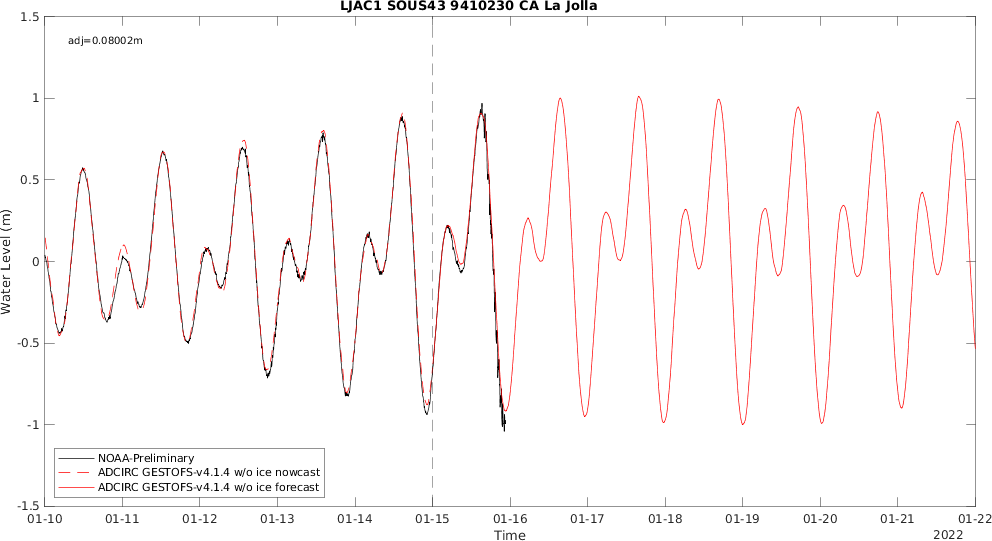 LJAC1 SOUS43 9410230 CA La Jolla
adj=0.08002m
1.5
1
0.5
0
-0.5
-1
-1.5
Water Level (m)
NOAA-Preliminary
ADCIRC GESTOFS-v4.1.4 w/o ice nowcast
ADCIRC GESTOFS-v4.1.4 w/o ice forecast
01-10 01-11 01-12 01-13 01-14 01-15 01-16 01-17 01-18 01-19 01-20 01-21 01-22
Time
2022